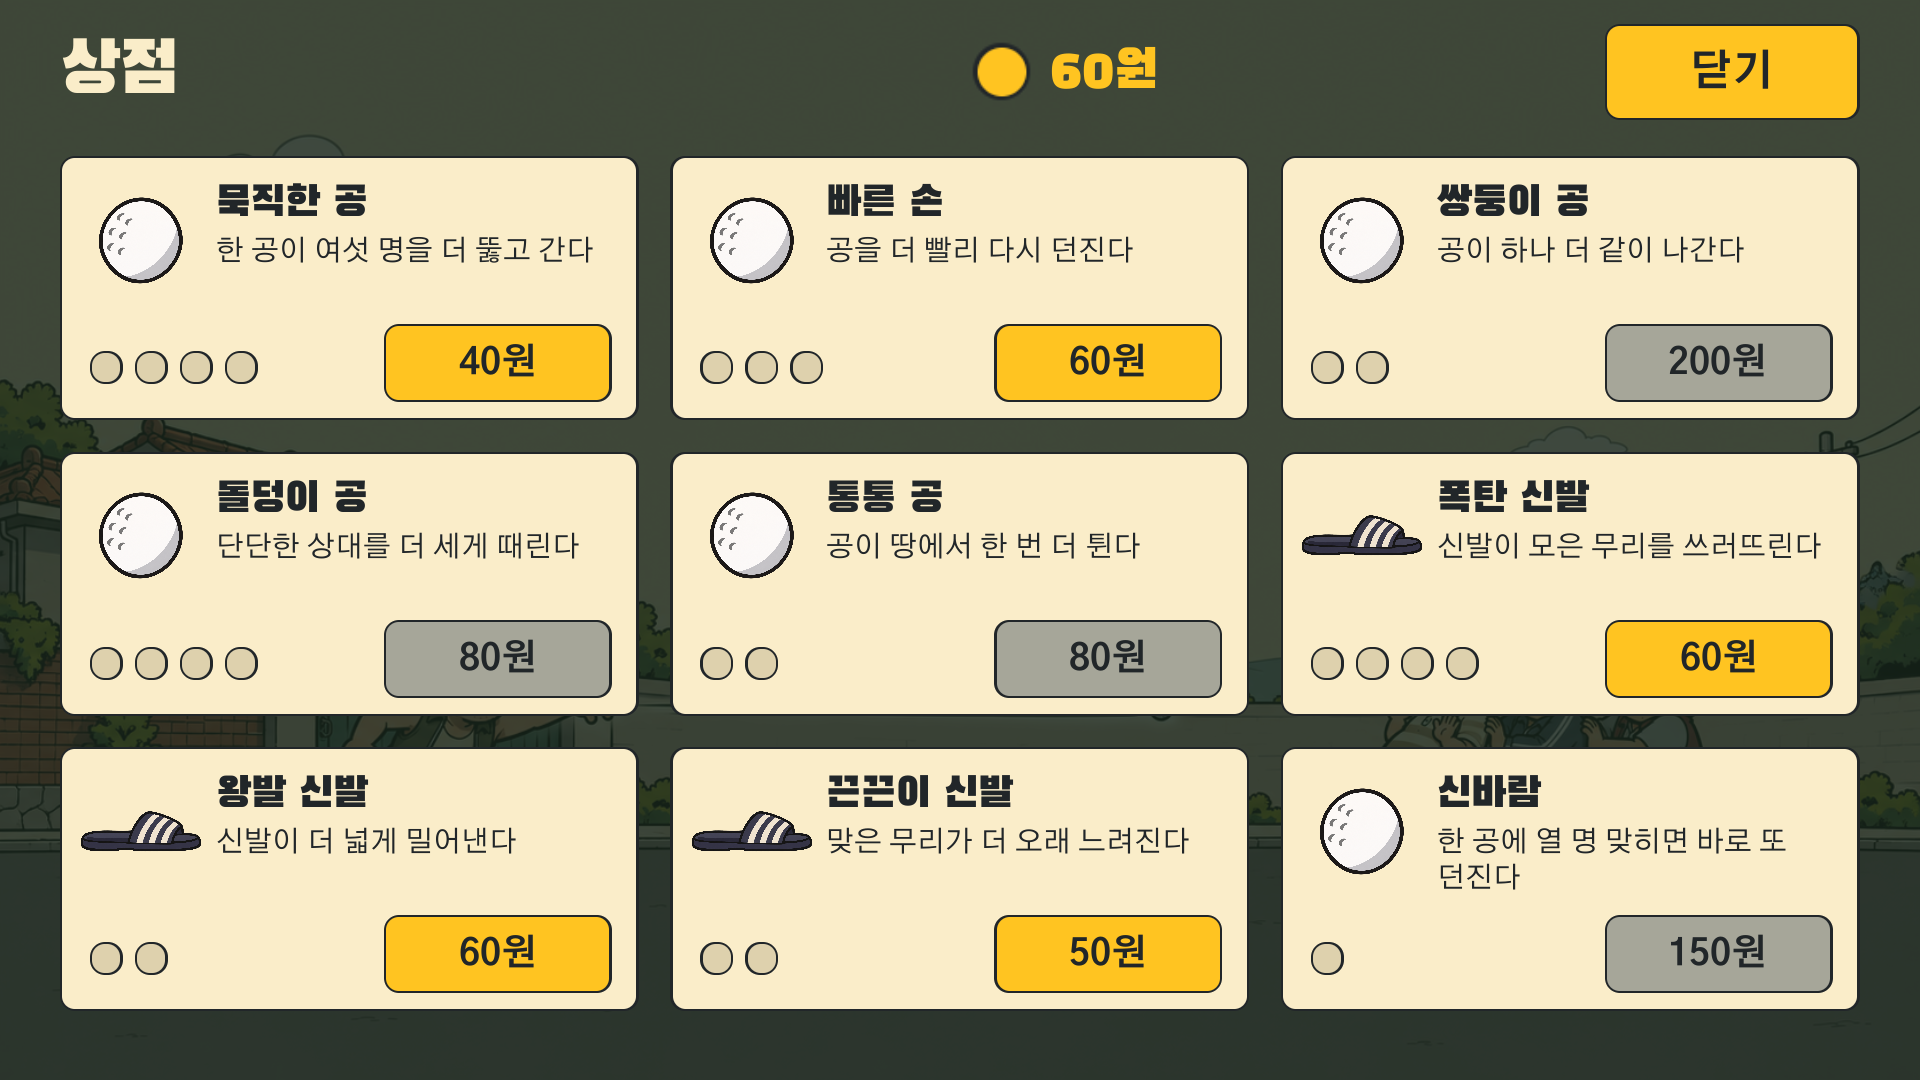 상점
60원
닫기
묵직한 공
한 공이 여섯 명을 더 뚫고 간다
40원
빠른 손
공을 더 빨리 다시 던진다
60원
쌍둥이 공
공이 하나 더 같이 나간다
200원
돌덩이 공
단단한 상대를 더 세게 때린다
80원
통통 공
공이 땅에서 한 번 더 튄다
80원
폭탄 신발
신발이 모은 무리를 쓰러뜨린다
60원
왕발 신발
신발이 더 넓게 밀어낸다
60원
끈끈이 신발
맞은 무리가 더 오래 느려진다
50원
신바람
한 공에 열 명 맞히면 바로 또
던진다
150원